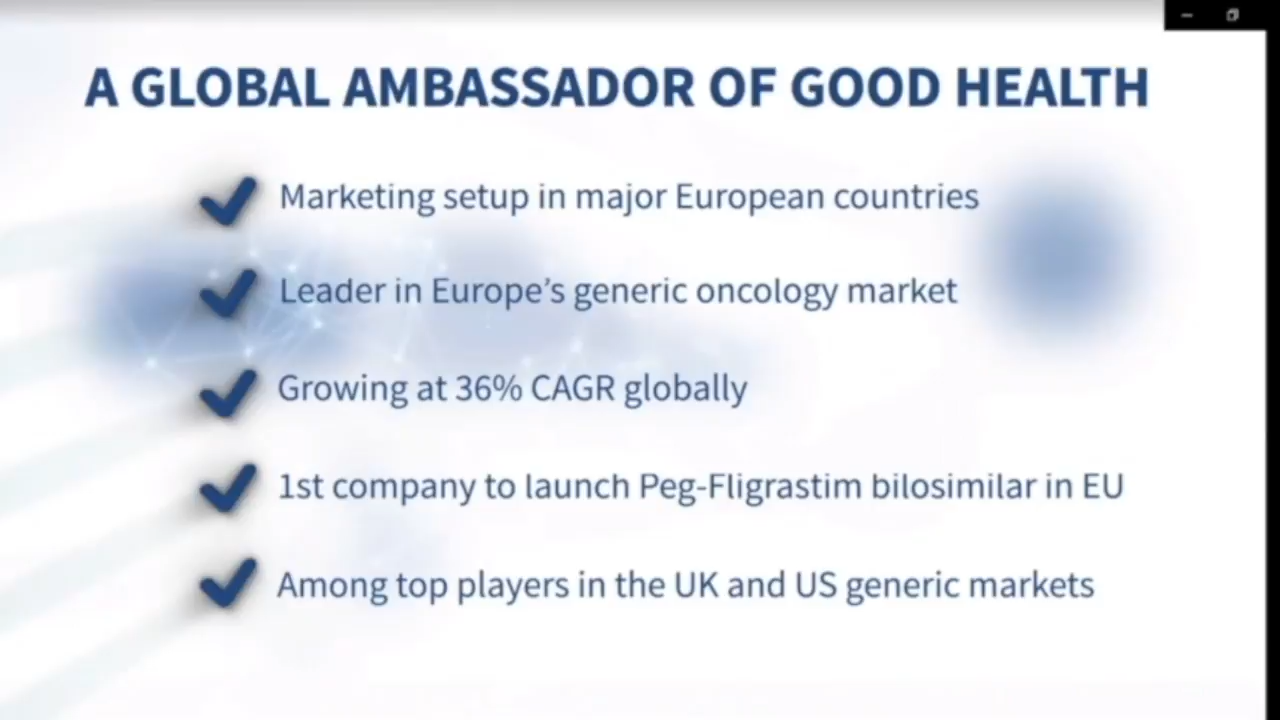 A GLOBAL AMBASSADOR OF GOOD HEALTH
Marketing setup in major European countries
Leader in Europe’s generic oncology market
Growing at 36% CAGR globally
1st company to launch Peg-Fligrastim bilosimilar in EU
Among top players in the UK and US generic markets